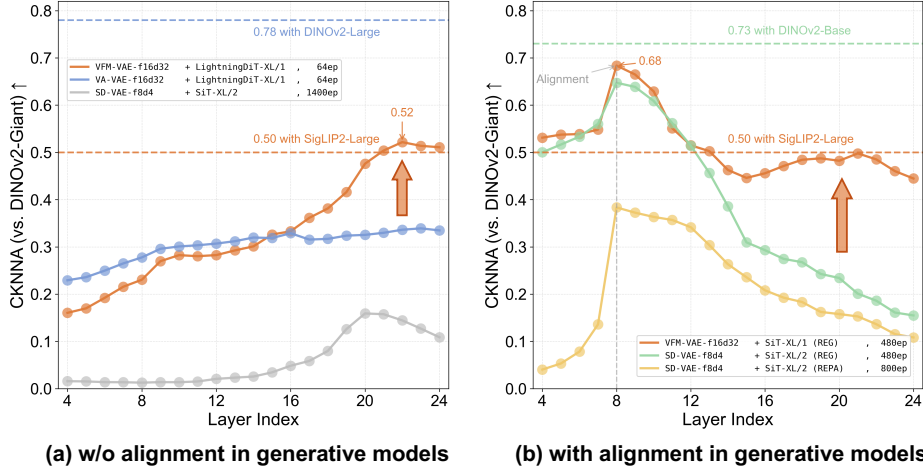 0.8
0.7
0.6
0.5
0.4
0.3
0.2
0.1
0.0
CKNNA (vs. DINOv2-Giant) ↑
0.78 with DINOv2-Large
VFM-VAE-f16d32 + LightningDiT-XL/1 , 64ep
VA-VAE-f16d32 + LightningDiT-XL/1 , 64ep
SD-VAE-f8d4 + SiT-XL/2 , 1400ep
0.52
0.50 with SigLIP2-Large
4 8 12 16 20 24
Layer Index
(a) w/o alignment in generative models
0.8
0.7
0.6
0.5
0.4
0.3
0.2
0.1
0.0
CKNNA (vs. DINOv2-Giant) ↑
0.73 with DINOv2-Base
0.68
Alignment
0.50 with SigLIP2-Large
VFM-VAE-f16d32 + SiT-XL/1 (REG) , 480ep
SD-VAE-f8d4 + SiT-XL/2 (REG) , 480ep
SD-VAE-f8d4 + SiT-XL/2 (REPA) , 800ep
4 8 12 16 20 24
Layer Index
(b) with alignment in generative models